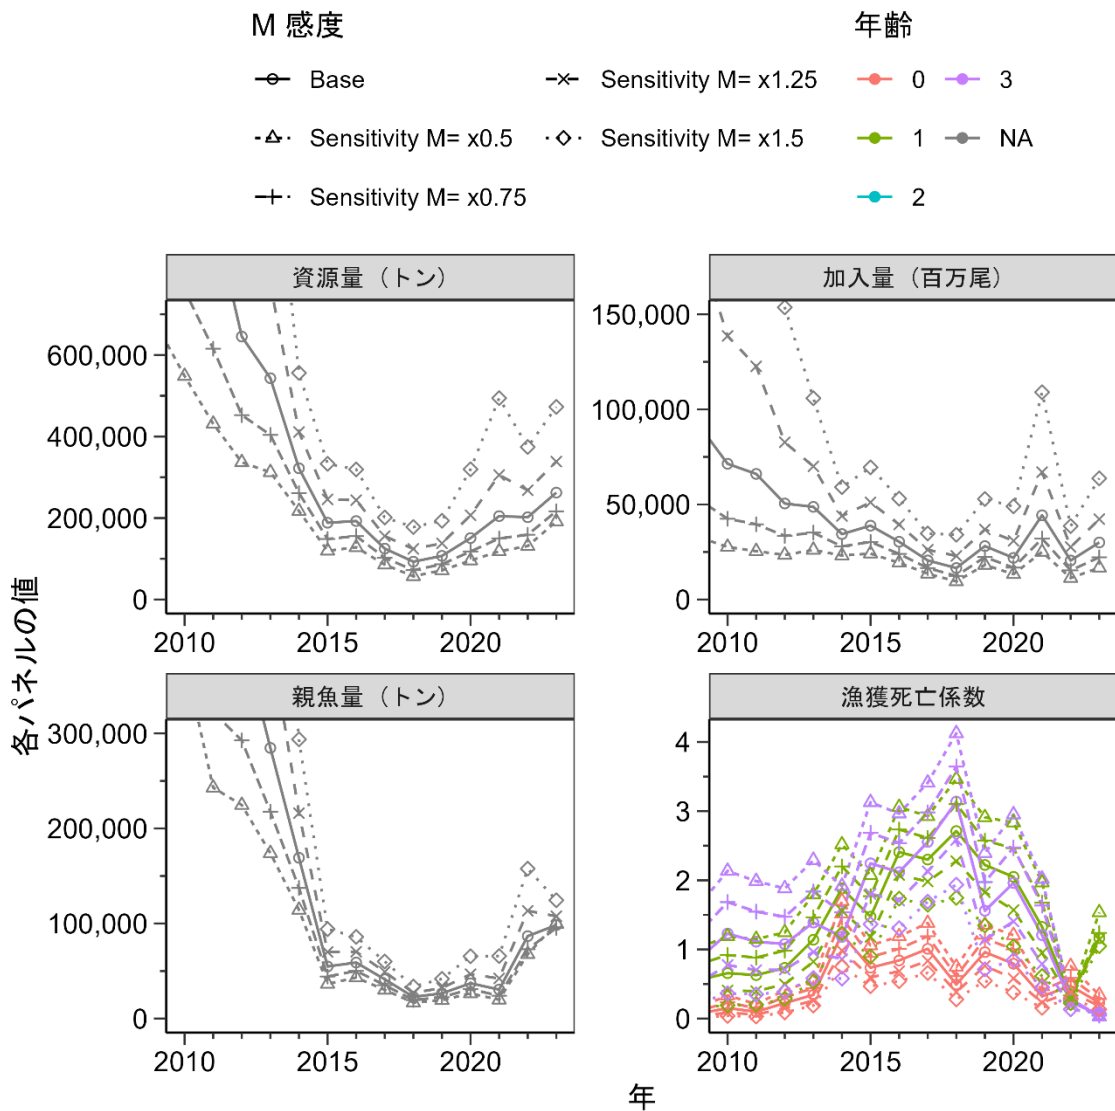 M 感度
年齢
Base
Sensitivity M= x1.25
0
3
Sensitivity M= x0.5
Sensitivity M= x1.5
1
NA
Sensitivity M= x0.75
2
資源量（トン）
加入量（百万尾）
600,000
400,000
200,000
0
2010 2015 2020
150,000
100,000
50,000
0
2010 2015 2020
各パネルの値
親魚量（トン）
漁獲死亡係数
300,000
200,000
100,000
0
2010 2015 2020
4
3
2
1
0
2010 2015 2020
年